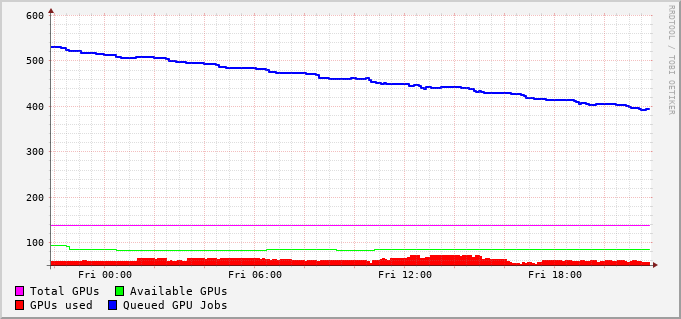 600
500
400
300
200
100
Fri 00:00 Fri 06:00 Fri 12:00 Fri 18:00
Total GPUs Available GPUs
GPUs used Queued GPU Jobs
RRDTOOL / TOBI OETIKER